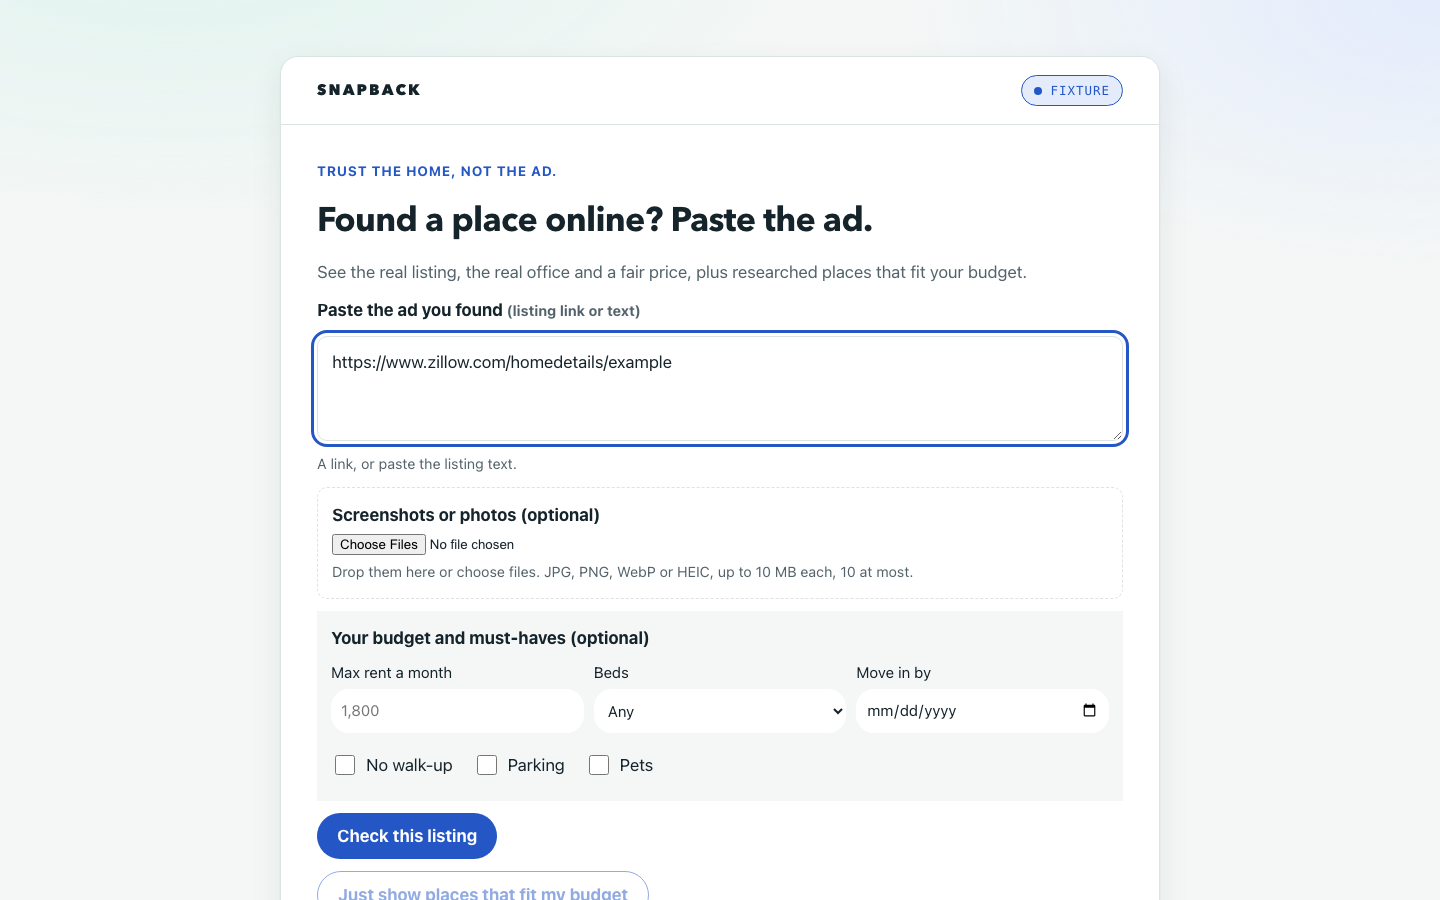 SNAPBACK
FIXTURE
TRUST THE HOME, NOT THE AD.
Found a place online? Paste the ad.
See the real listing, the real office and a fair price, plus researched places that fit your budget.
Paste the ad you found (listing link or text)
https://www.zillow.com/homedetails/example
A link, or paste the listing text.
Screenshots or photos (optional)
Choose Files No file chosen
Drop them here or choose files. JPG, PNG, WebP or HEIC, up to 10 MB each, 10 at most.
Your budget and must-haves (optional)
Max rent a month Beds Move in by
1,800 Any mm/dd/yyyy
No walk-up Parking Pets
Check this listing
Just show places that fit my budget